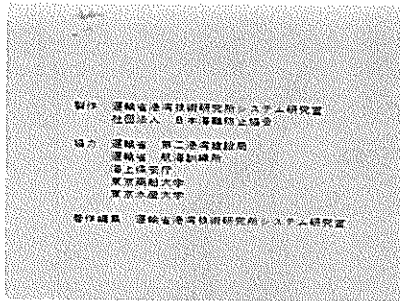 製作　運輸省港湾技術研究所システム研究室
社団法人　日本海難防止協会
協力　運輸省　第二港湾建設局
運輸省　航海訓練所
海上保安庁
東京商船大学
東京水産大学
著作編集　運輸省港湾技術研究所システム研究室